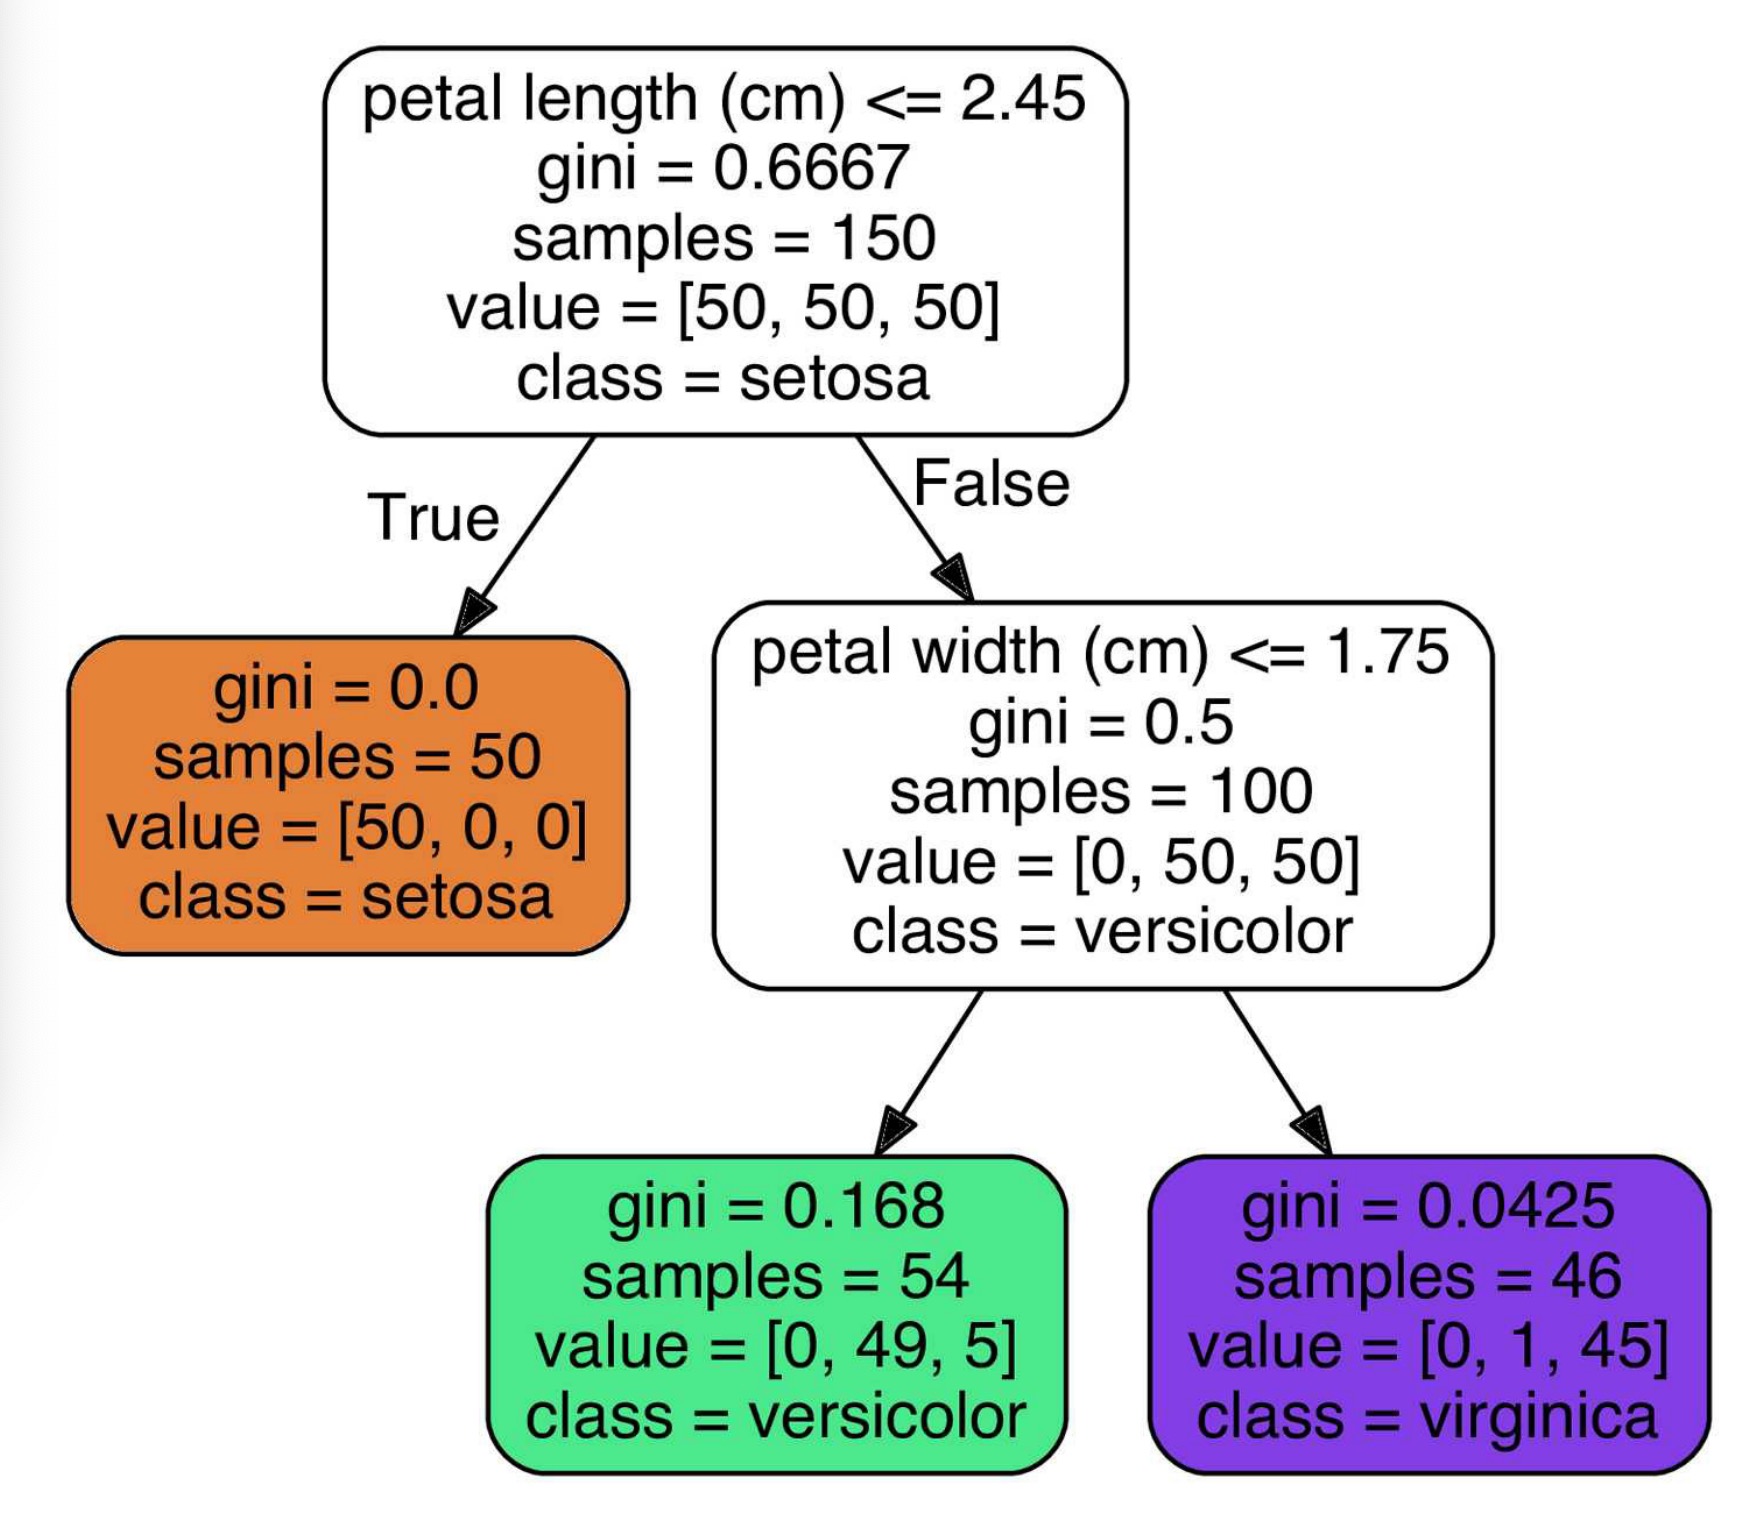 petal length (cm) <= 2.45
gini = 0.6667
samples = 150
value = [50, 50, 50]
class = setosa
True
False
gini = 0.0
samples = 50
value = [50, 0, 0]
class = setosa
petal width (cm) <= 1.75
gini = 0.5
samples = 100
value = [0, 50, 50]
class = versicolor
gini = 0.168
samples = 54
value = [0, 49, 5]
class = versicolor
gini = 0.0425
samples = 46
value = [0, 1, 45]
class = virginica